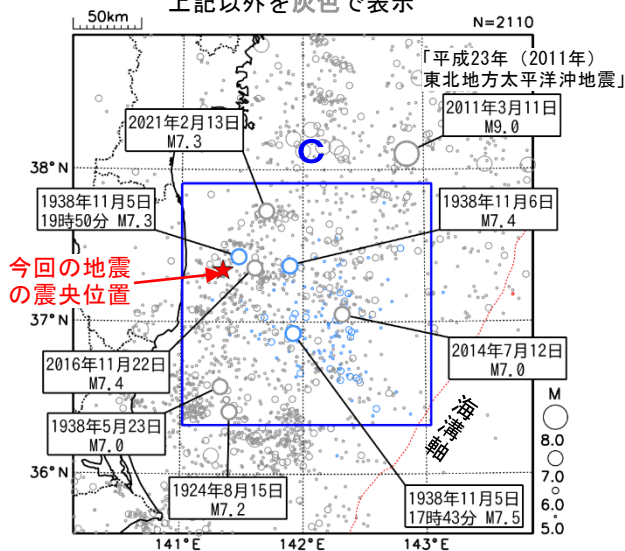 上記以外を灰色で表示
50km
N=2110
「平成23年（2011年）
東北地方太平洋沖地震」
2021年2月13日
M7.3
2011年3月11日
M9.0
C
38°N
1938年11月5日
19時50分 M7.3
1938年11月6日
M7.4
今回の地震
の震央位置
37°N
2016年11月22日
M7.4
2014年7月12日
M7.0
1938年5月23日
M7.0
海溝軸
M
8.0
7.0
6.0
5.0
36°N
1924年8月15日
M7.2
1938年11月5日
17時43分 M7.5
141°E
142°E
143°E